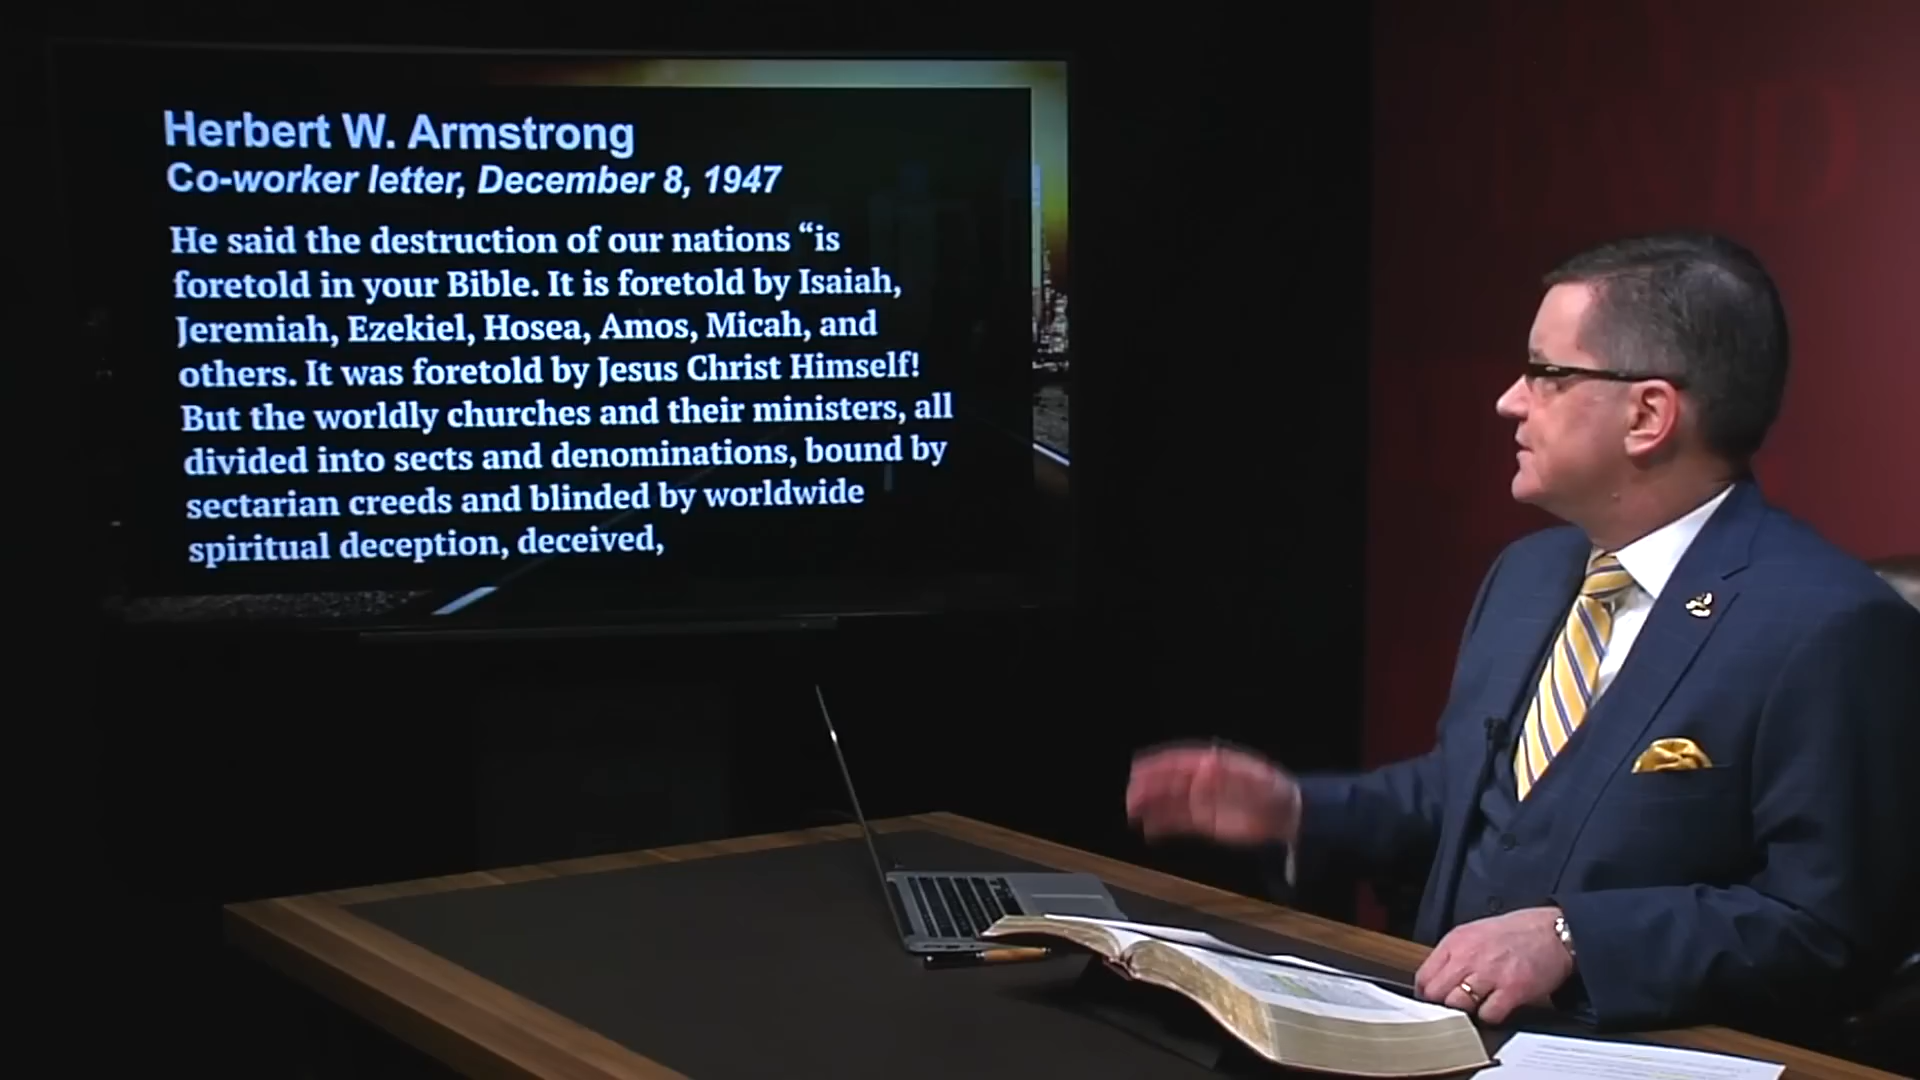 Herbert W. Armstrong
Co-worker letter, December 8, 1947
He said the destruction of our nations “is
foretold in your Bible. It is foretold by Isaiah,
Jeremiah, Ezekiel, Hosea, Amos, Micah, and
others. It was foretold by Jesus Christ Himself!
But the worldly churches and their ministers, all
divided into sects and denominations, bound by
sectarian creeds and blinded by worldwide
spiritual deception, deceived,